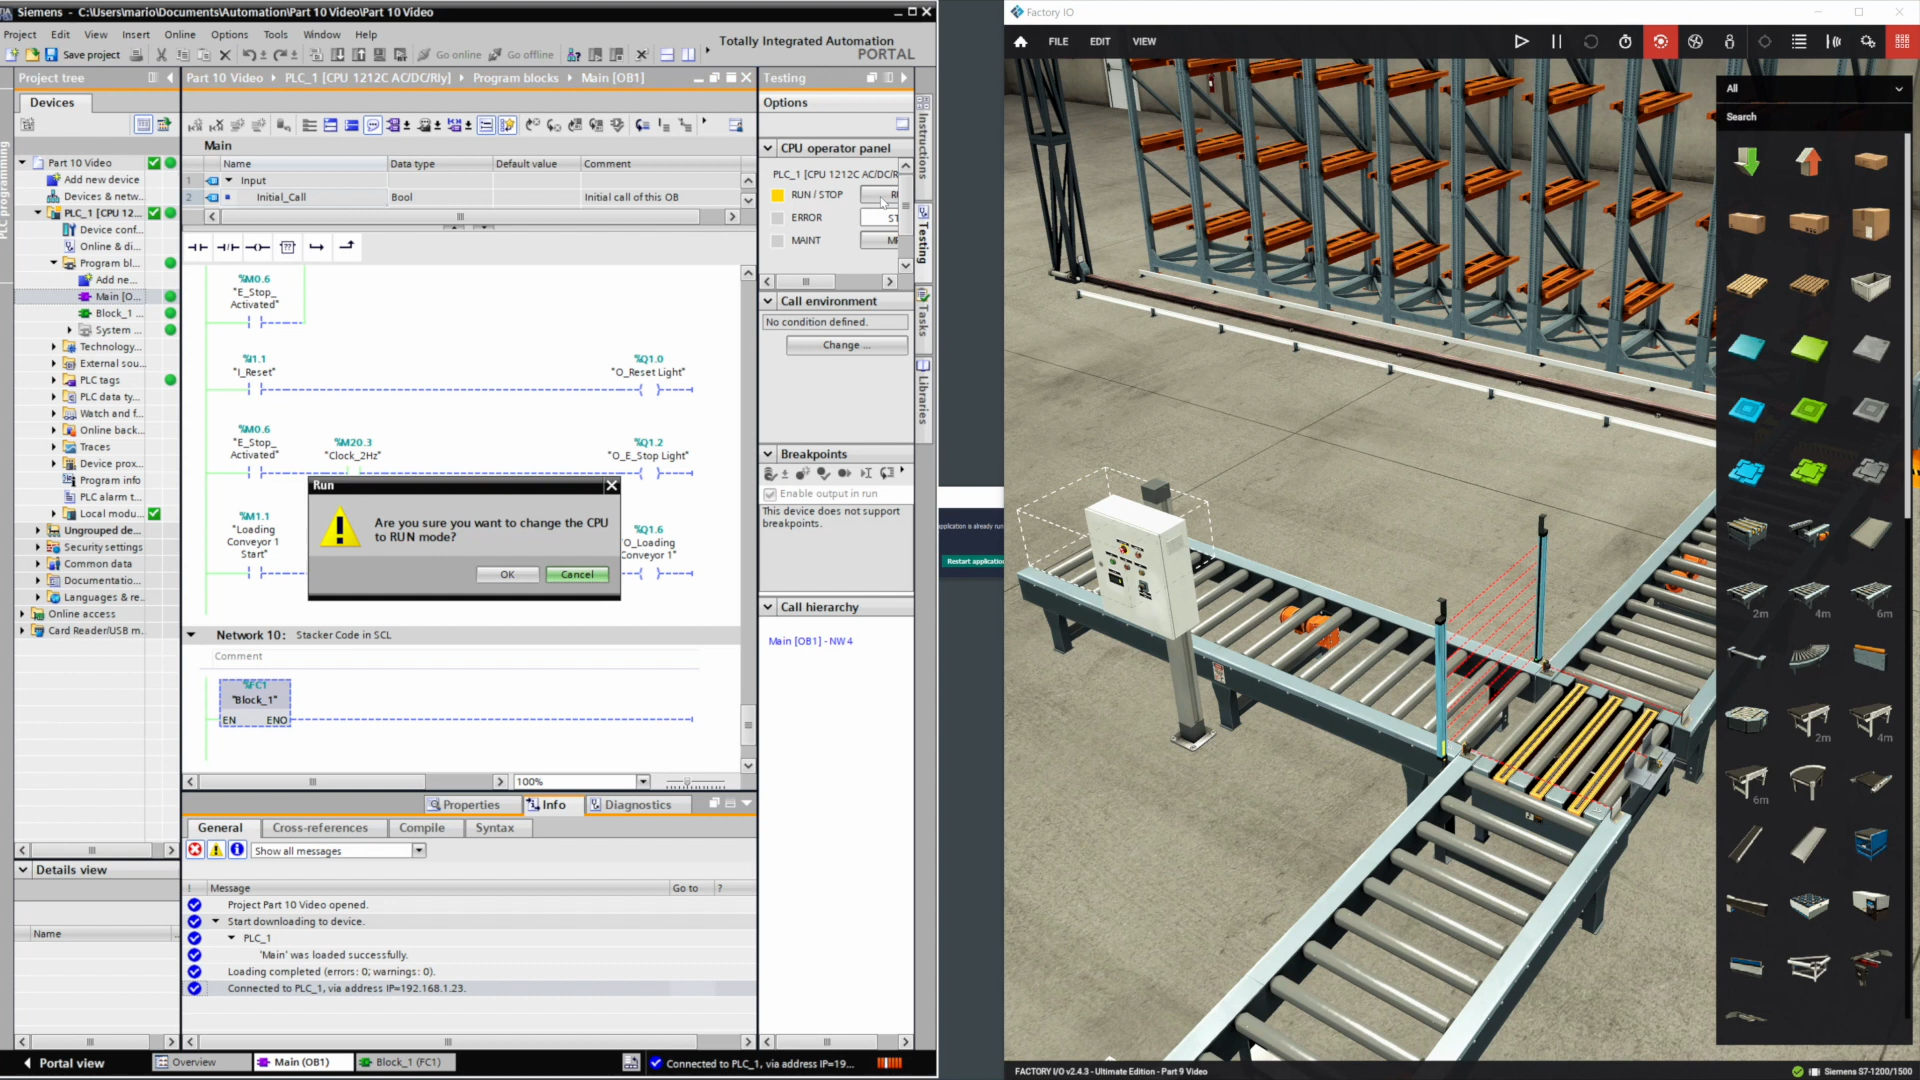 Siemens - C:\Users\mario\Documents\Automation\Part 10 Video\Part 10 Video
Project Edit View Insert Online Options Tools Window Help
Save project
Go online
Go offline
Totally Integrated Automation
PORTAL
Project tree
Part 10 Video
PLC_1 [CPU 1212C AC/DC/Rly]
Program blocks
Main [OB1]
Testing
Devices
Options
PLC programming
Part 10 Video
Add new device
Devices & netw...
PLC_1 [CPU 12...
Device conf...
Online & di...
Program bl...
Add ne...
Main [O...
Block_1 ...
System ...
Technology...
External sou...
PLC tags
PLC data ty...
Watch and f...
Online back...
Traces
Device prox...
Program info
PLC alarm t...
Local modu...
Ungrouped de...
Security settings
Common data
Documentatio...
Languages & re...
Online access
Card Reader/USB m...
Details view
Name
Main
Name Data type Default value Comment
1 Input
2 Initial_Call Bool Initial call of this OB
%M0.6
"E_Stop_
Activated"
%I1.1
"I_Reset"
%Q1.0
"O_Reset Light"
%M0.6
"E_Stop_
Activated"
%M20.3
"Clock_2Hz"
%Q1.2
"O_E_Stop Light"
%M1.1
"Loading
Conveyor 1
Start"
%Q1.6
"O_Loading
Conveyor 1"
Run
Are you sure you want to change the CPU
to RUN mode?
OK
Cancel
Network 10: Stacker Code in SCL
Comment
%FC1
"Block_1"
EN ENO
100%
Properties
Info
Diagnostics
General
Cross-references
Compile
Syntax
Show all messages
! Message Go to ?
Project Part 10 Video opened.
Start downloading to device.
PLC_1
'Main' was loaded successfully.
Loading completed (errors: 0; warnings: 0).
Connected to PLC_1, via address IP=192.168.1.23.
CPU operator panel
PLC_1 [CPU 1212C AC/DC/R
RUN / STOP
ERROR
ST
MAINT
Call environment
No condition defined.
Change ...
Breakpoints
Enable output in run
This device does not support
breakpoints.
Call hierarchy
Main [OB1] - NW 4
Instructions
Testing
Tasks
Libraries
Portal view
Overview
Main (OB1)
Block_1 (FC1)
Connected to PLC_1, via address IP=19...
application is already run
Restart applicatio
Factory IO
FILE EDIT VIEW
All
Search
2m
4m
6m
2m
4m
6m
FACTORY I/O v2.4.3 - Ultimate Edition - Part 9 Video
Siemens S7-1200/1500